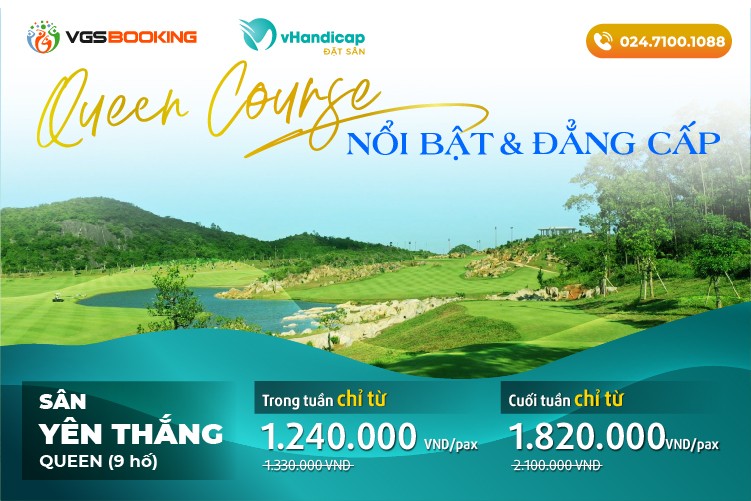 VGSBOOKING
vHandicap
ĐẶT SÂN
024.7100.1088
Queen Course
NỔI BẬT & ĐẲNG CẤP
SÂN
YÊN THẮNG
QUEEN (9 hố)
Trong tuần chỉ từ
1.240.000 VND/pax
1.330.000 VND
Cuối tuần chỉ từ
1.820.000 VND/pax
2.100.000 VND